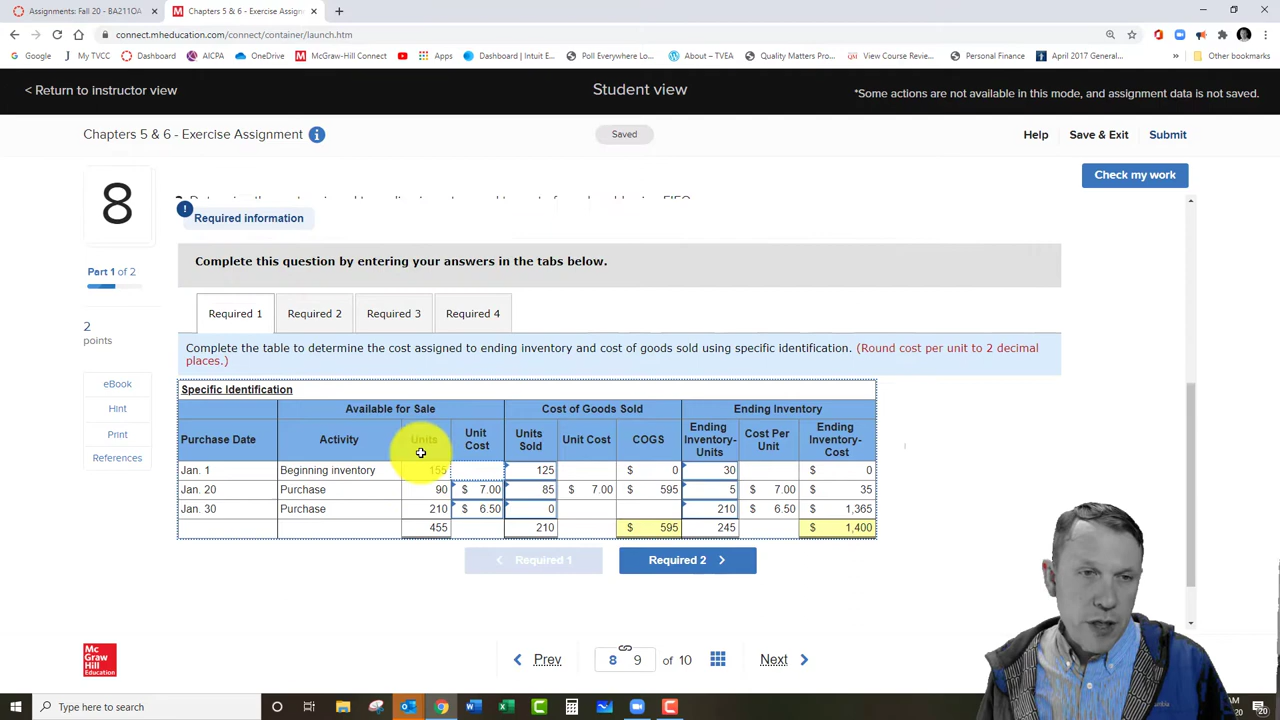 Assignments: Fall 20 - BA211OA
Chapters 5 & 6 - Exercise Assign
connect.mheducation.com/connect/container/launch.htm
Google
My TVCC
Dashboard
AICPA
OneDrive
McGraw-Hill Connect
Apps
Dashboard | Intuit E...
Poll Everywhere Lo...
About – TVEA
Quality Matters Pro...
View Course Revie...
Personal Finance
April 2017 General...
»
Other bookmarks
< Return to instructor view
Student view
*Some actions are not available in this mode, and assignment data is not saved.
Chapters 5 & 6 - Exercise Assignment
Saved
Help
Save & Exit
Submit
Check my work
8
! Required information
Complete this question by entering your answers in the tabs below.
Part 1 of 2
Required 1
Required 2
Required 3
Required 4
2
points
Complete the table to determine the cost assigned to ending inventory and cost of goods sold using specific identification. (Round cost per unit to 2 decimal
places.)
eBook
Hint
Print
References
Specific Identification
Available for Sale Cost of Goods Sold Ending Inventory
Purchase Date Activity Units Unit Cost Units Sold Unit Cost COGS Ending Inventory- Units Cost Per Unit Ending Inventory- Cost
Jan. 1 Beginning inventory 155 125 $ 0 30 $ 0
Jan. 20 Purchase 90 $ 7.00 85 $ 7.00 $ 595 5 $ 7.00 $ 35
Jan. 30 Purchase 210 $ 6.50 0 210 $ 6.50 1,365
455 210 $ 595 245 $ 1,400
< Required 1
Required 2 >
Mc
Graw
Hill
Education
< Prev
8 9 of 10
Next >
Type here to search
20